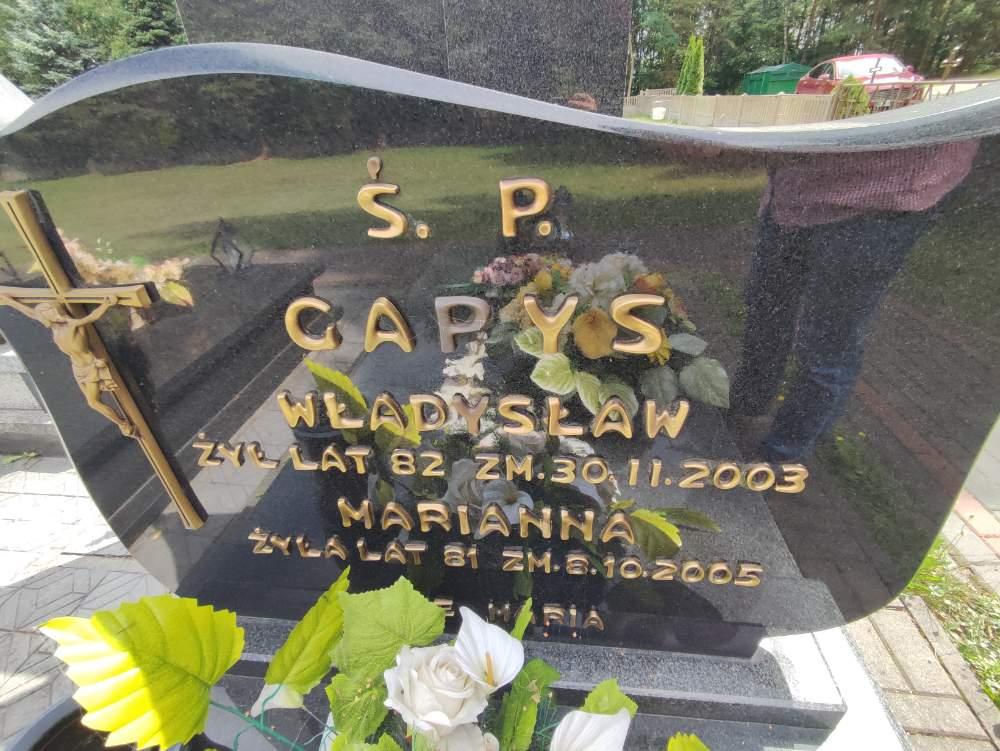 Ś. P.
GAPYS
WŁADYSŁAW
ŻYŁ LAT 82 ZM. 30.11.2003
MARIANNA
ŻYŁA LAT 81 ZM. 8.10.2005
MARIA